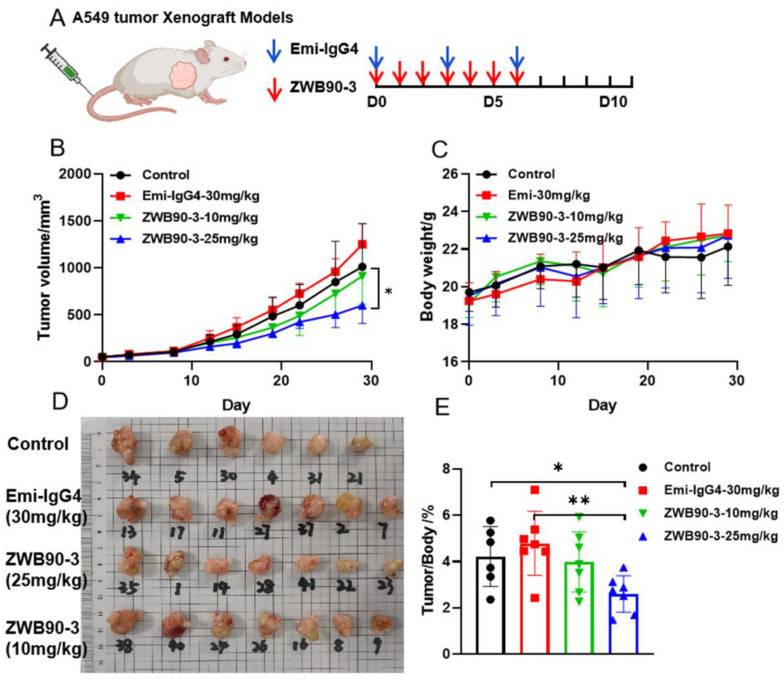 A A549 tumor Xenograft Models
Emi-IgG4
ZWB90-3
D0 D5 D10
B
Tumor volume/mm³
2000
1500
1000
500
0
0 10 20 30
Day
Control
Emi-IgG4-30mg/kg
ZWB90-3-10mg/kg
ZWB90-3-25mg/kg
*
C
Body weight/g
26
24
22
20
18
16
0 10 20 30
Day
Control
Emi-30mg/kg
ZWB90-3-10mg/kg
ZWB90-3-25mg/kg
D
Control
34 5 30 4 31 21
Emi-IgG4
(30mg/kg)
13 17 11 27 37 2 7
ZWB90-3
(25mg/kg)
35 1 19 28 41 22 23
ZWB90-3
(10mg/kg)
38 40 25 26 16 8 9
E
Tumor/Body /%
8
6
4
2
0
* 
**
Control
Emi-IgG4-30mg/kg
ZWB90-3-10mg/kg
ZWB90-3-25mg/kg